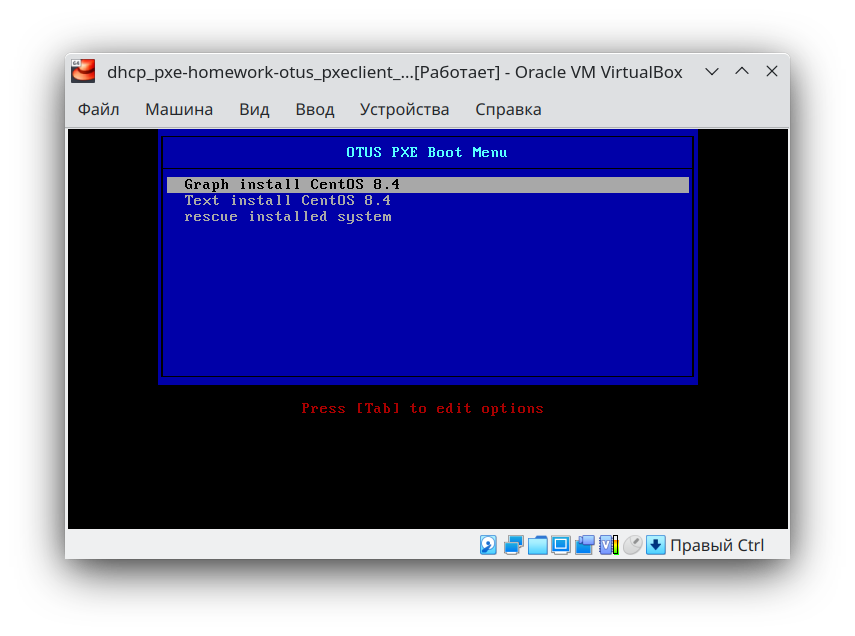 dhcp_pxe-homework-otus_pxeclient_...[Работает] - Oracle VM VirtualBox
Файл Машина Вид Ввод Устройства Справка
OTUS PXE Boot Menu
Graph install CentOS 8.4
Text install CentOS 8.4
rescue installed system
Press [Tab] to edit options
Правый Ctrl